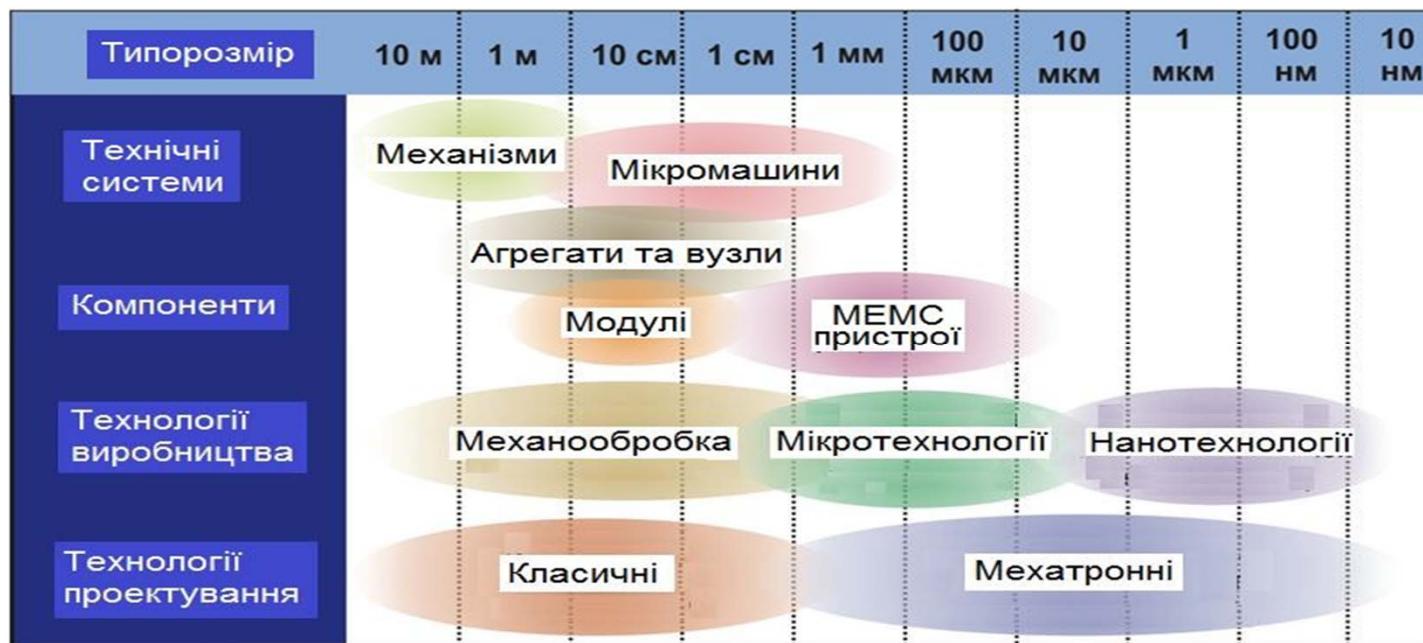 Типорозмір 10 м 1 м 10 см 1 см 1 мм 100 мкм 10 мкм 1 мкм 100 нм 10 нм
Технічні
системи
Механізми
Мікромашини
Агрегати та вузли
Компоненти
Модулі
МЕМС
пристрої
Технології
виробництва
Механообробка
Мікротехнології
Нанотехнології
Технології
проектування
Класичні
Мехатронні